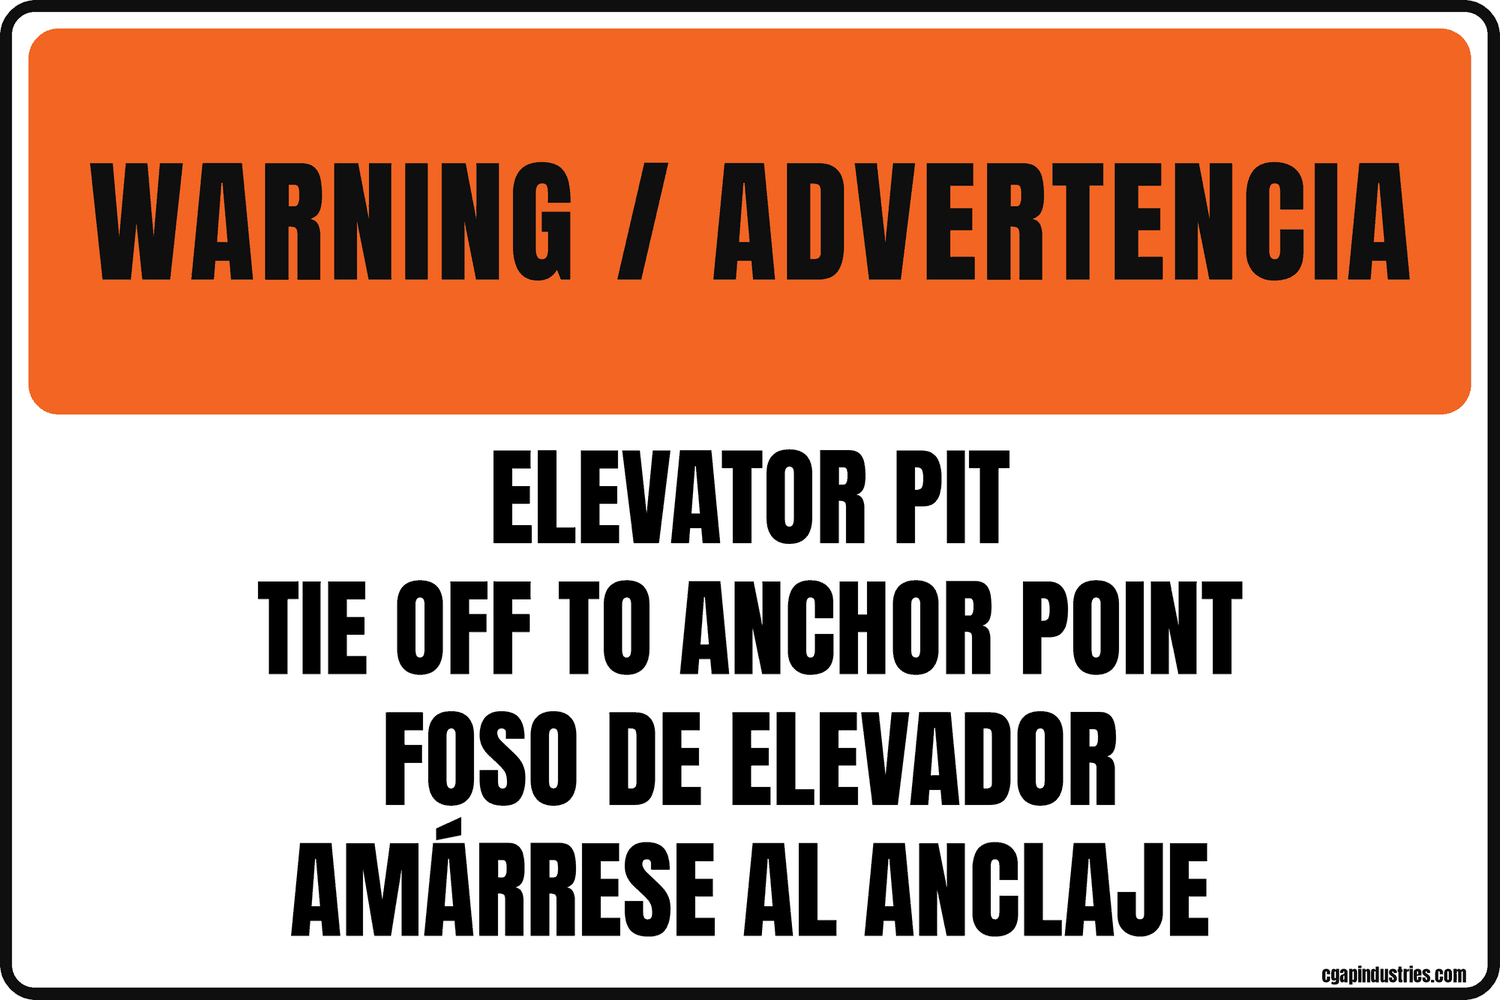 WARNING / ADVERTENCIA
ELEVATOR PIT
TIE OFF TO ANCHOR POINT
FOSO DE ELEVADOR
AMÁRRESE AL ANCLAJE
cgapindustries.com